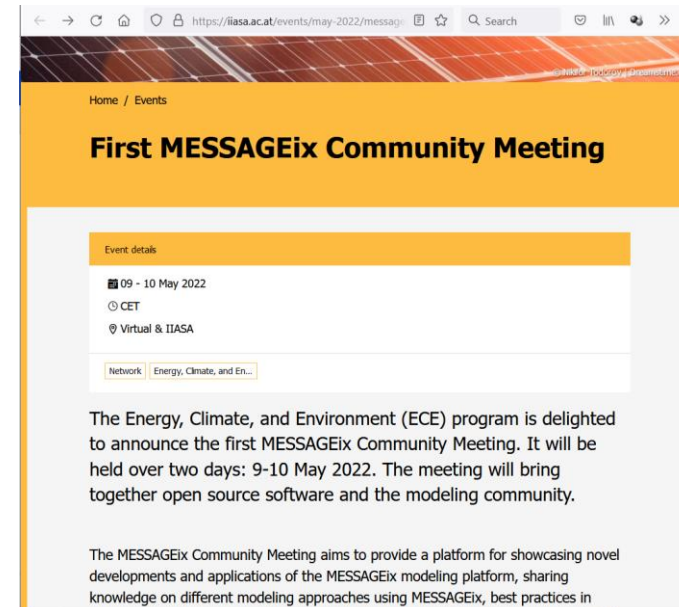 https://iiasa.ac.at/events/may-2022/message
Search
Home / Events
First MESSAGEix Community Meeting
Event details
09 - 10 May 2022
CET
Virtual & IIASA
Network Energy, Climate, and En...
The Energy, Climate, and Environment (ECE) program is delighted
to announce the first MESSAGEix Community Meeting. It will be
held over two days: 9-10 May 2022. The meeting will bring
together open source software and the modeling community.
The MESSAGEix Community Meeting aims to provide a platform for showcasing novel
developments and applications of the MESSAGEix modeling platform, sharing
knowledge on different modeling approaches using MESSAGEix, best practices in